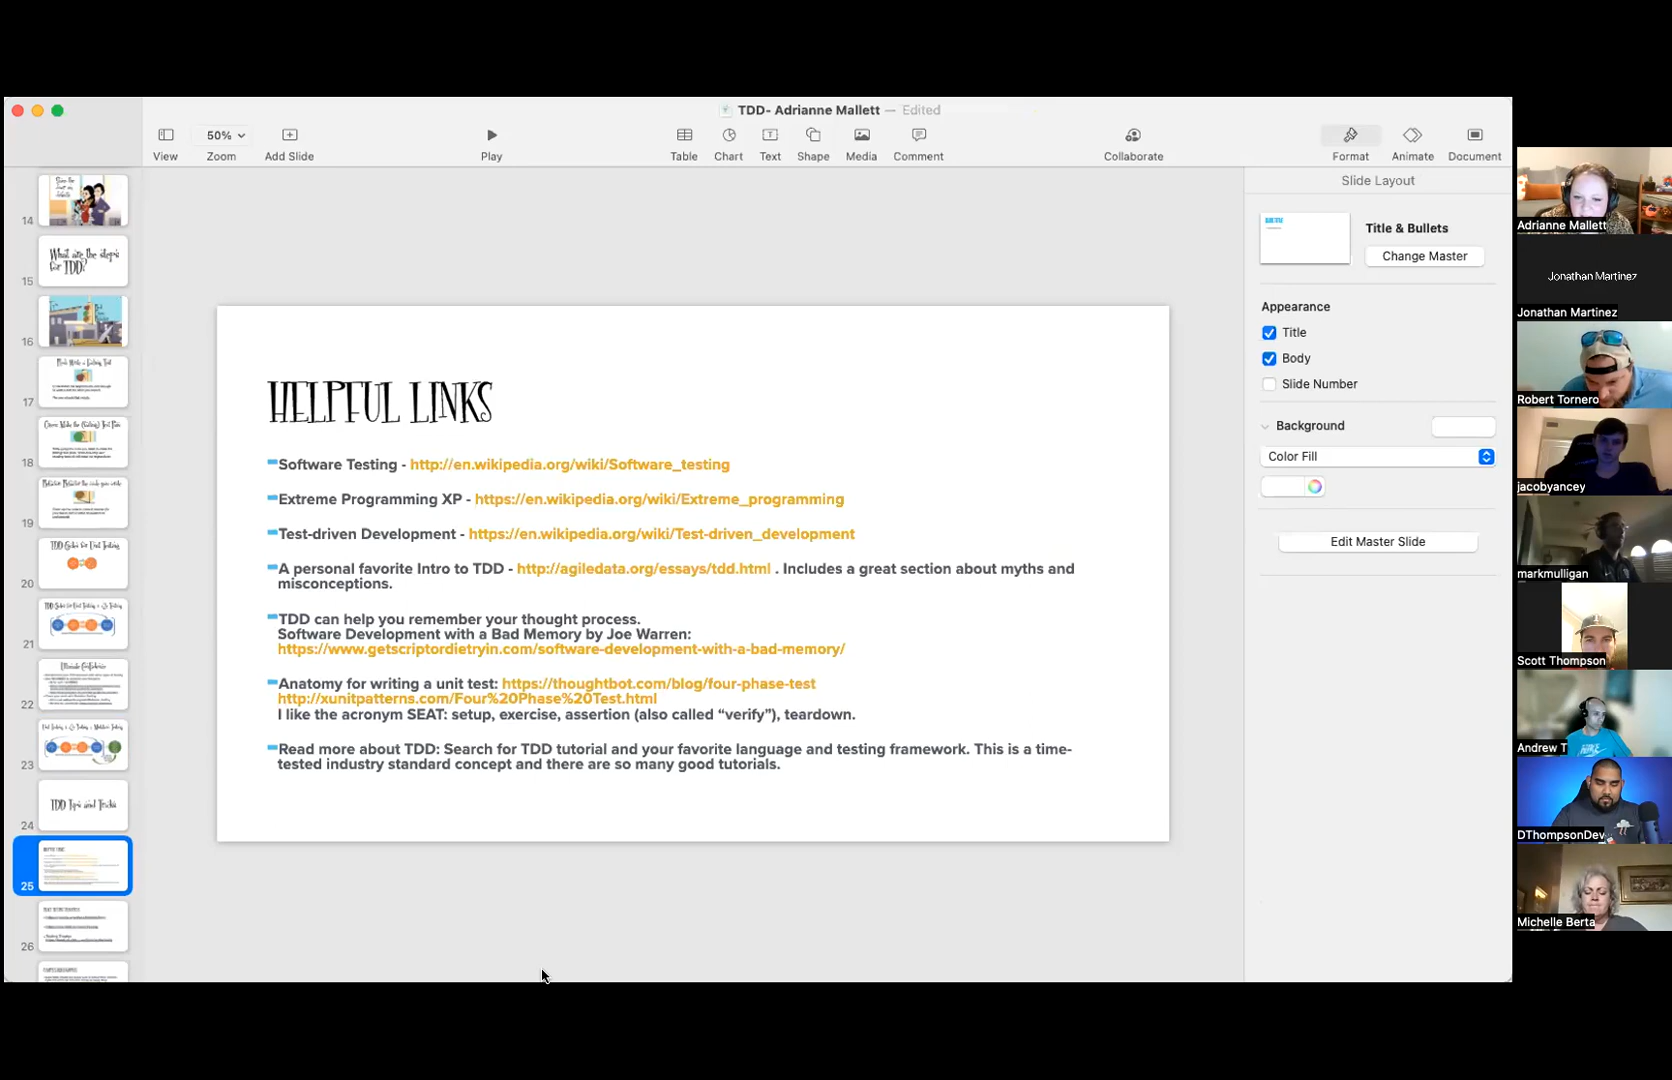 TDD- Adrianne Mallett — Edited
50%
View
Zoom
Add Slide
Play
Table
Chart
Text
Shape
Media
Comment
Collaborate
Format
Animate
Document
14
What are the steps
for TDD?
15
16
17
18
19
20
21
22
23
TDD Tips and Tricks
24
25
26
HELPFUL LINKS
Software Testing - http://en.wikipedia.org/wiki/Software_testing
Extreme Programming XP - https://en.wikipedia.org/wiki/Extreme_programming
Test-driven Development - https://en.wikipedia.org/wiki/Test-driven_development
A personal favorite Intro to TDD - http://agiledata.org/essays/tdd.html . Includes a great section about myths and
misconceptions.
TDD can help you remember your thought process.
Software Development with a Bad Memory by Joe Warren:
https://www.getscriptordietryin.com/software-development-with-a-bad-memory/
Anatomy for writing a unit test: https://thoughtbot.com/blog/four-phase-test
http://xunitpatterns.com/Four%20Phase%20Test.html
I like the acronym SEAT: setup, exercise, assertion (also called “verify”), teardown.
Read more about TDD: Search for TDD tutorial and your favorite language and testing framework. This is a time-
tested industry standard concept and there are so many good tutorials.
Slide Layout
Title & Bullets
Change Master
Appearance
Title
Body
Slide Number
Background
Color Fill
Edit Master Slide
Adrianne Mallett
Jonathan Martinez
Jonathan Martinez
Robert Tornero
jacobyancey
markmulligan
Scott Thompson
Andrew T
DThompsonDev
Michelle Berta